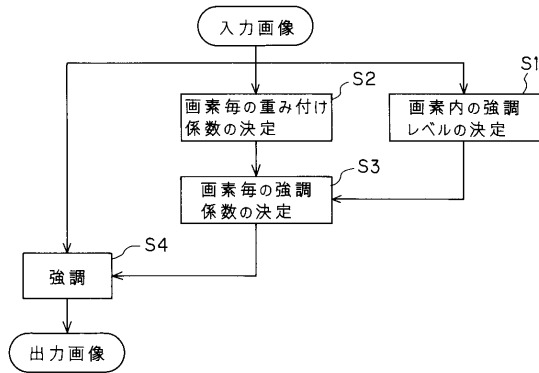 入力画像
S2
画素毎の重み付け
係数の決定
S1
画素内の強調
レベルの決定
S3
画素毎の強調
係数の決定
S4
強調
出力画像